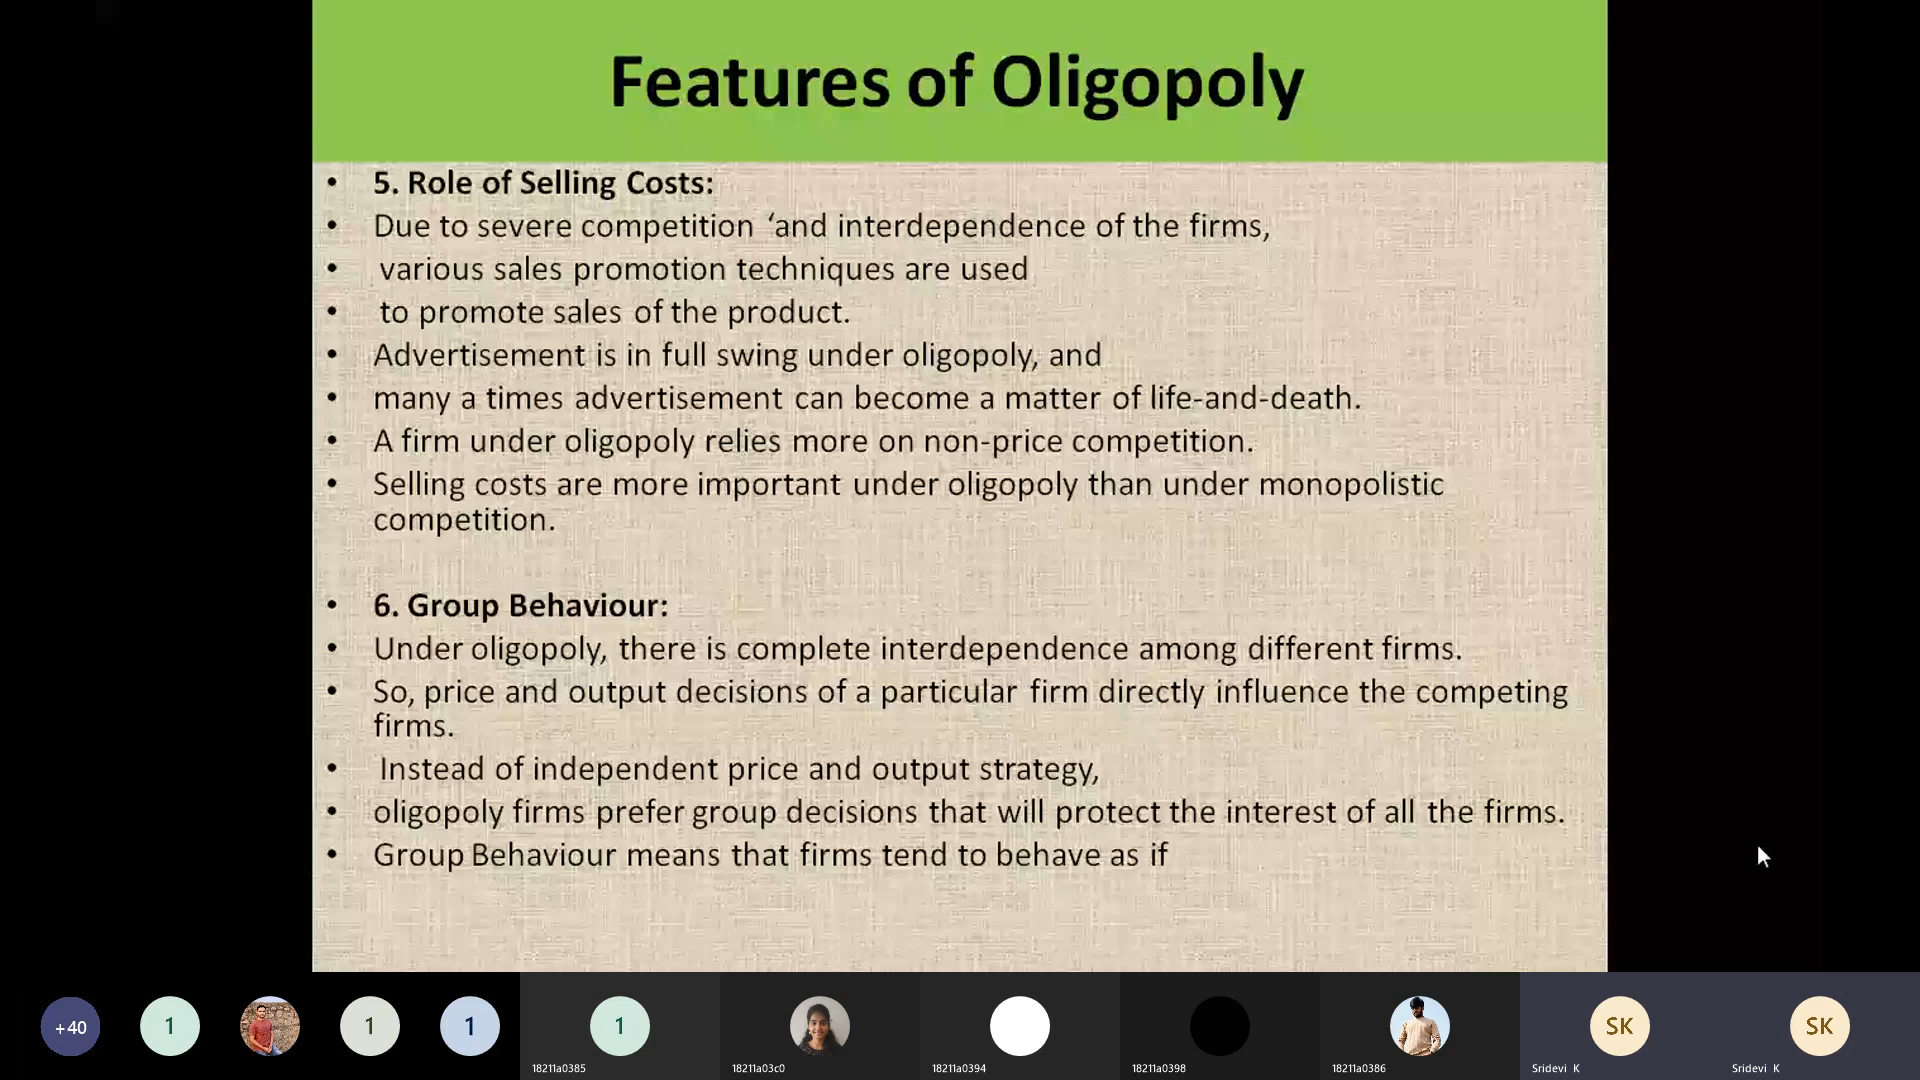 Features of Oligopoly
• 5. Role of Selling Costs:
• Due to severe competition ‘and interdependence of the firms,
• various sales promotion techniques are used
• to promote sales of the product.
• Advertisement is in full swing under oligopoly, and
• many a times advertisement can become a matter of life-and-death.
• A firm under oligopoly relies more on non-price competition.
• Selling costs are more important under oligopoly than under monopolistic
competition.
• 6. Group Behaviour:
• Under oligopoly, there is complete interdependence among different firms.
• So, price and output decisions of a particular firm directly influence the competing
firms.
• Instead of independent price and output strategy,
• oligopoly firms prefer group decisions that will protect the interest of all the firms.
• Group Behaviour means that firms tend to behave as if
+40
1
1
1
1
SK
SK
18211a0385
18211a03c0
18211a0394
18211a0398
18211a0386
Sridevi K
Sridevi K